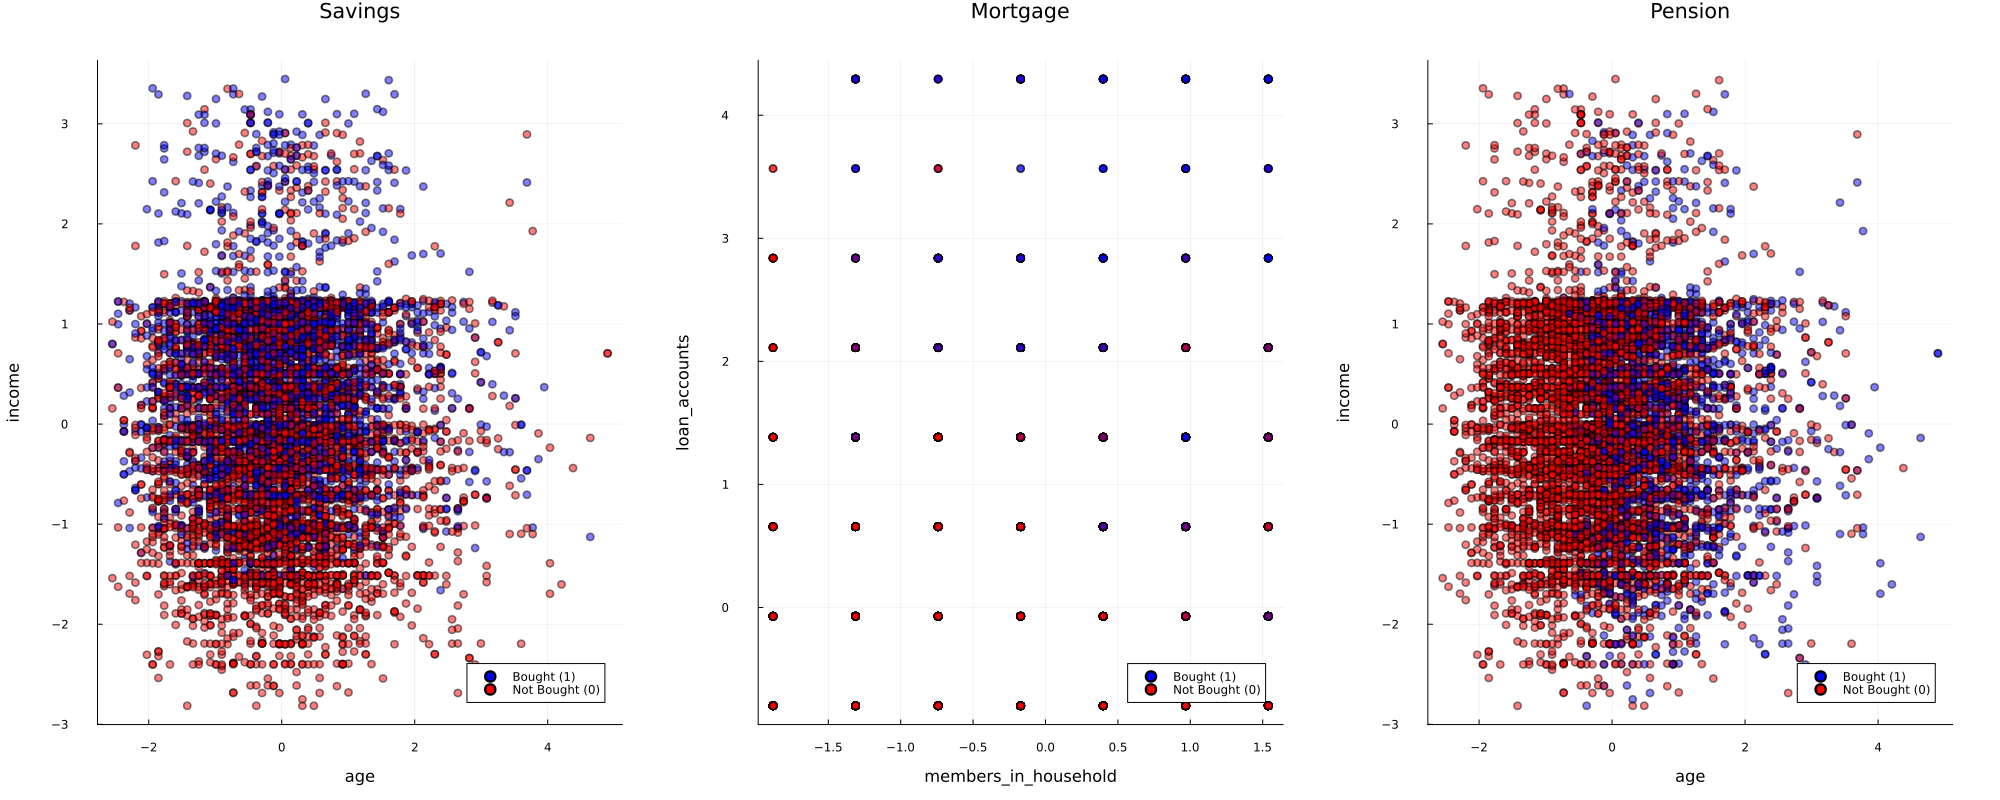 Savings
income
3
2
1
0
−1
−2
−3
−2
0
2
4
age
Bought (1)
Not Bought (0)
Mortgage
loan_accounts
4
3
2
1
0
−1.5
−1.0
−0.5
0.0
0.5
1.0
1.5
members_in_household
Bought (1)
Not Bought (0)
Pension
income
3
2
1
0
−1
−2
−3
−2
0
2
4
age
Bought (1)
Not Bought (0)